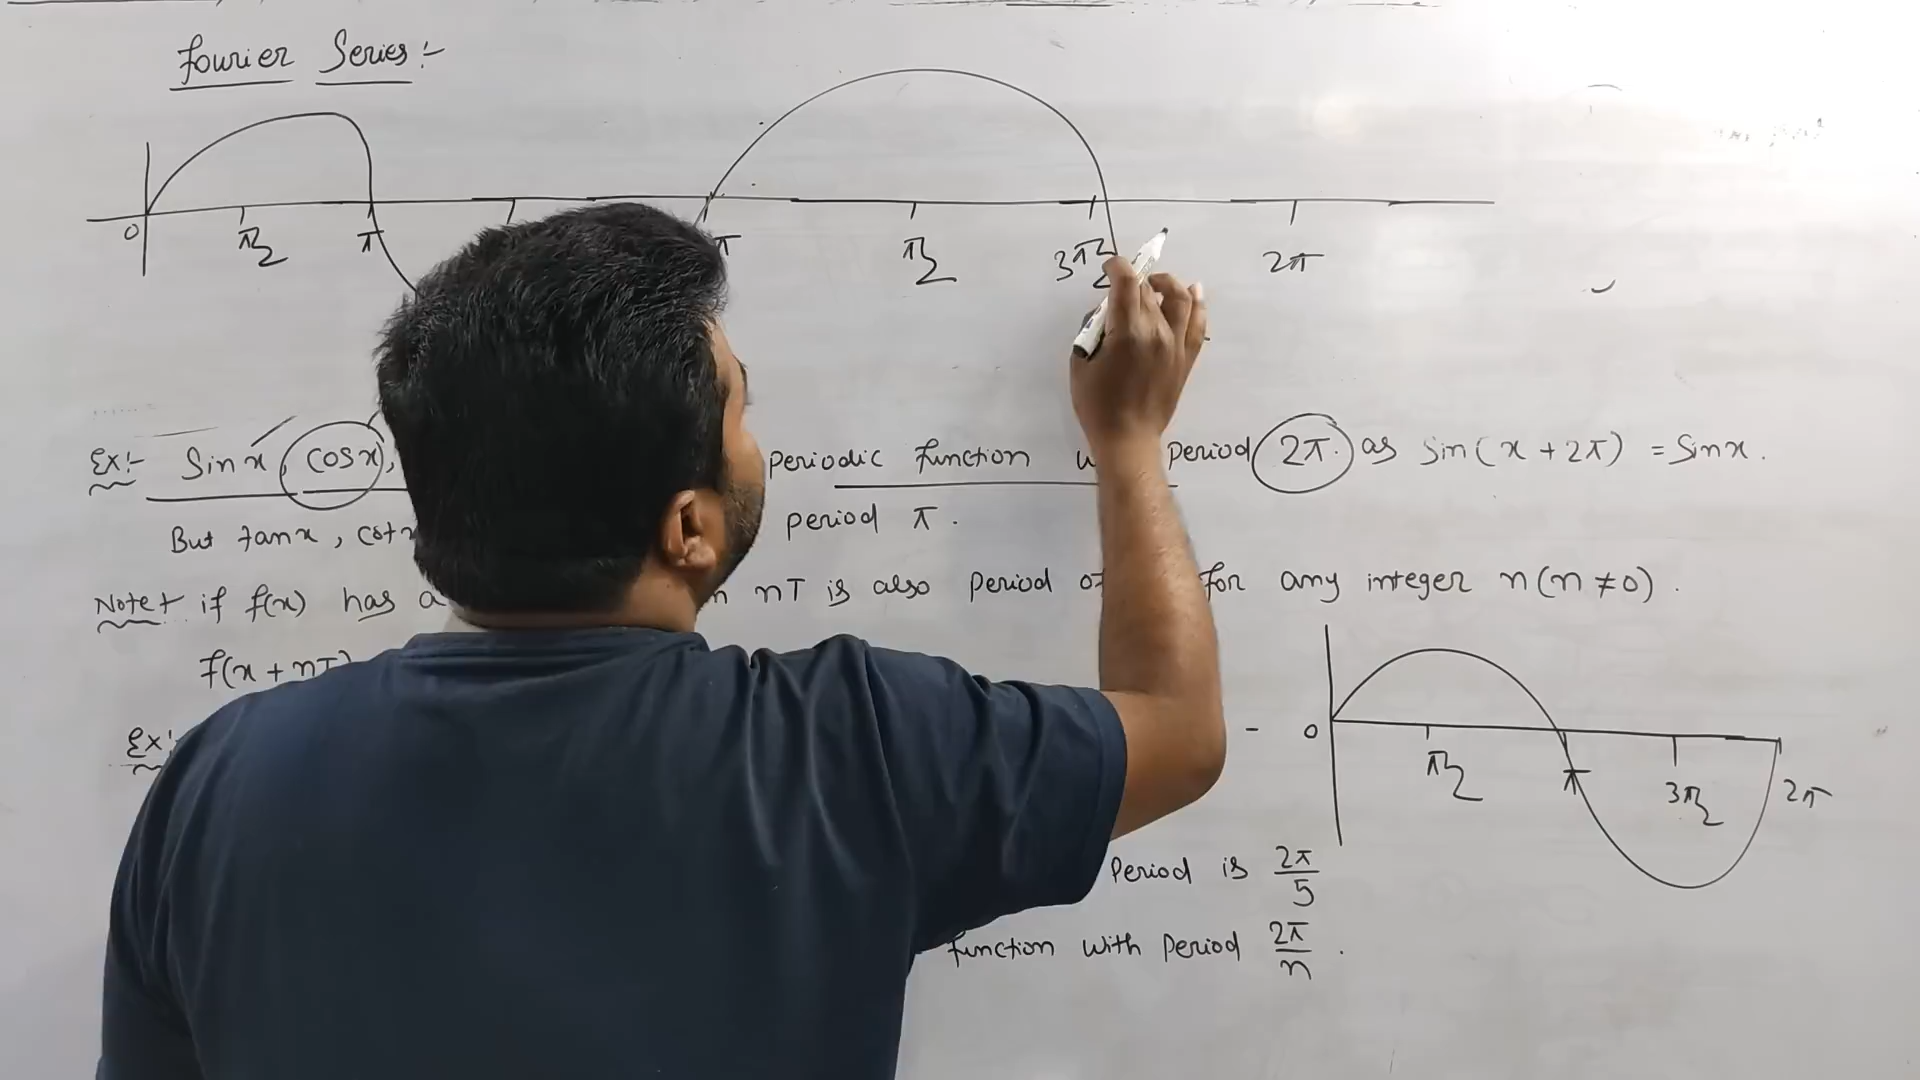 Fourier Series :-
0 π/2 π π π/2 3π/2 2π
Ex:- Sin x, cos x, periodic function period 2π. as Sin(x + 2π) = Sin x.
But tan x, cot x period π.
Note:- if f(x) has a nT is also Period of for any integer n(n ≠ 0).
f(x + nT)
Ex:-
0 π/2 π 3π/2 2π
Period is 2π/5
function with Period 2π/n.